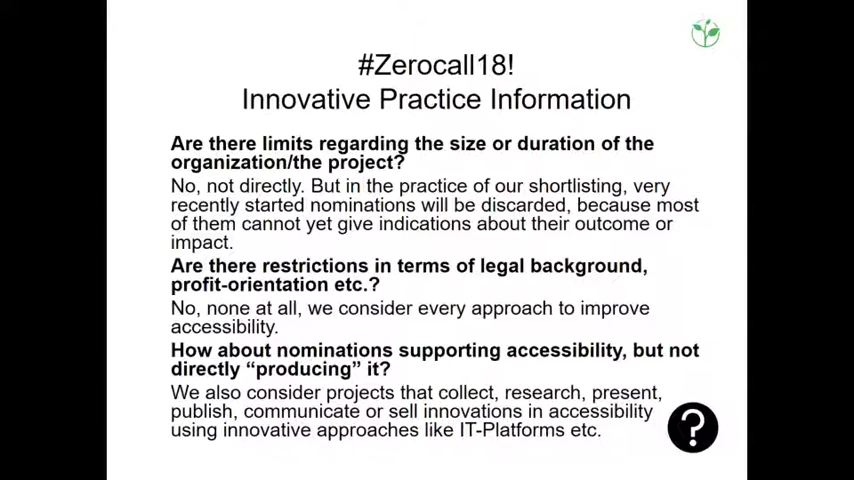 #Zerocall18!
Innovative Practice Information
Are there limits regarding the size or duration of the
organization/the project?
No, not directly. But in the practice of our shortlisting, very
recently started nominations will be discarded, because most
of them cannot yet give indications about their outcome or
impact.
Are there restrictions in terms of legal background,
profit-orientation etc.?
No, none at all, we consider every approach to improve
accessibility.
How about nominations supporting accessibility, but not
directly “producing” it?
We also consider projects that collect, research, present,
publish, communicate or sell innovations in accessibility
using innovative approaches like IT-Platforms etc.
?